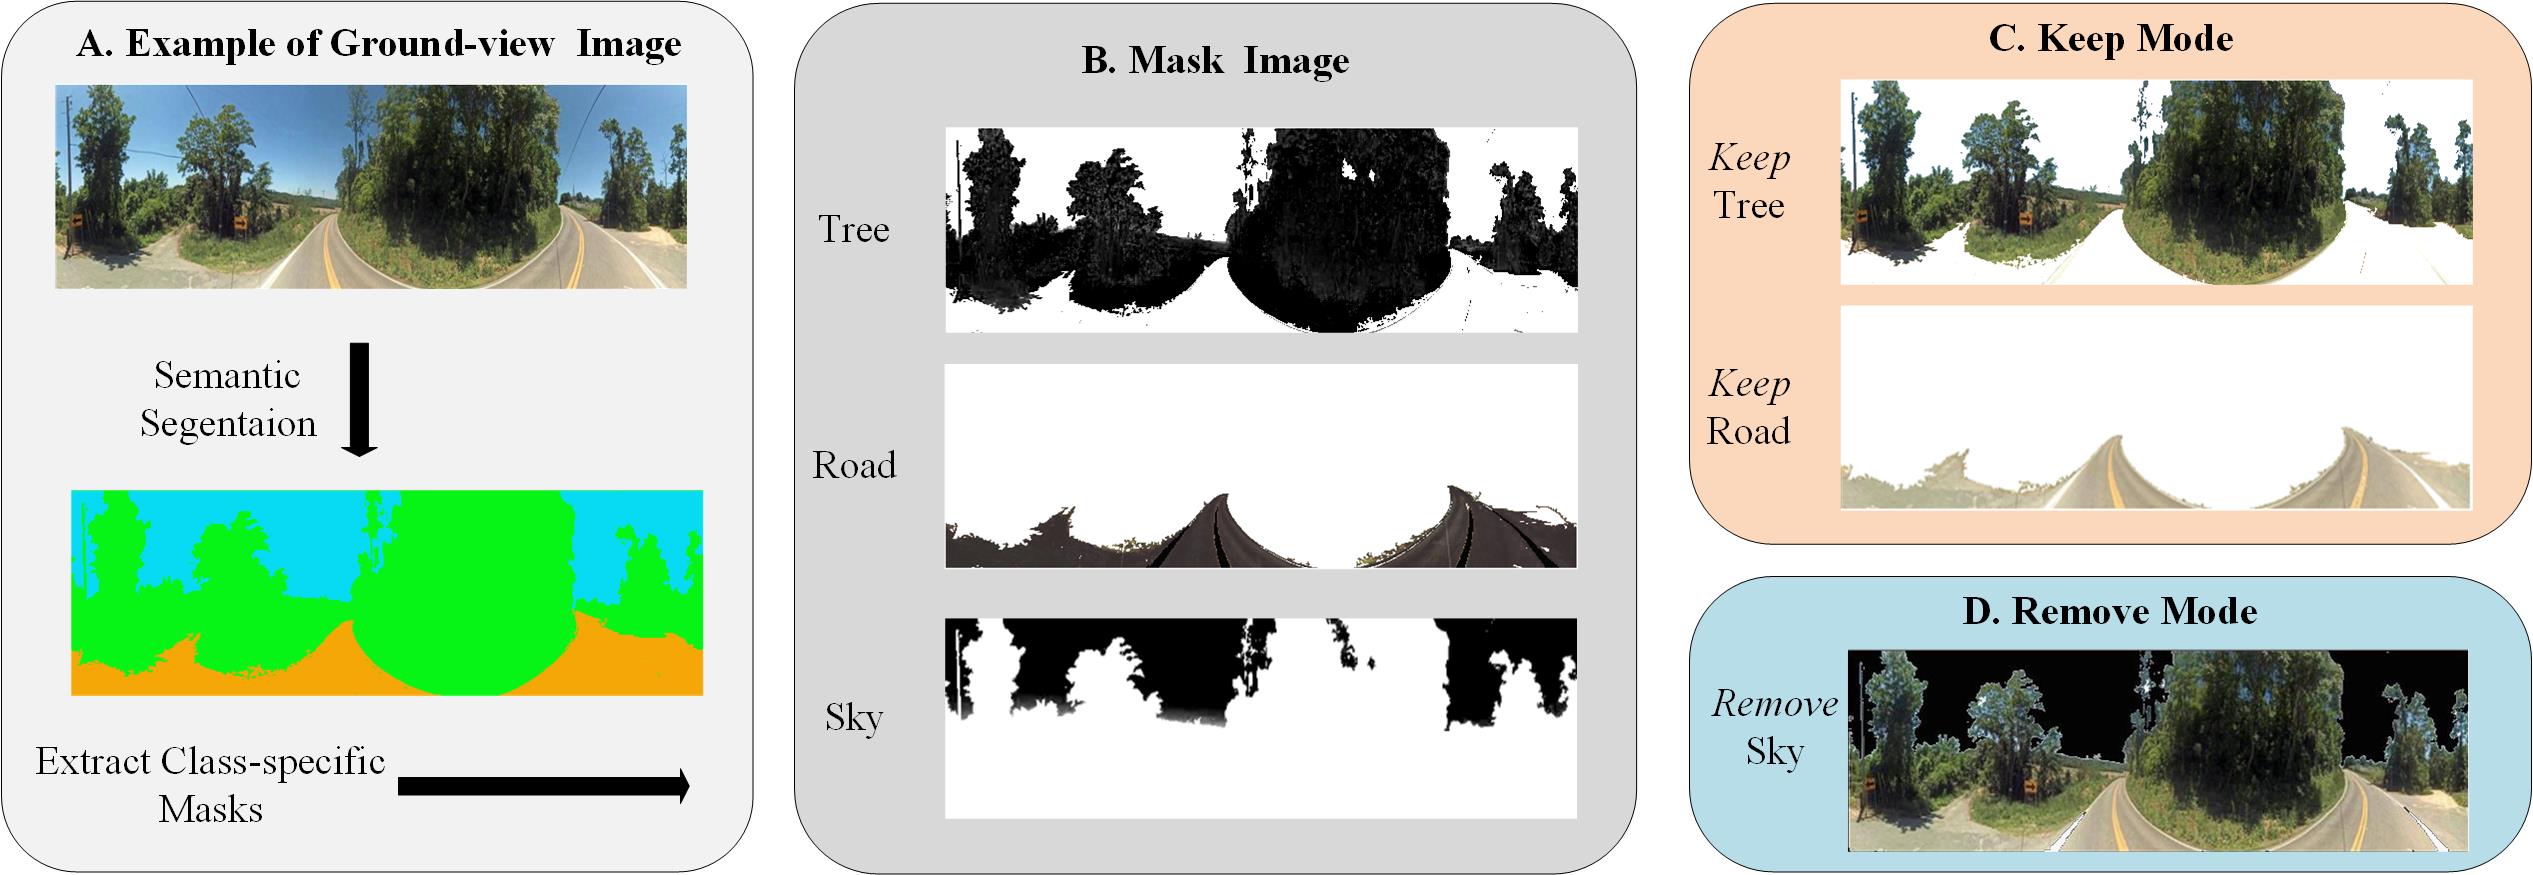 A. Example of Ground-view Image
Semantic
Segentaion
Extract Class-specific
Masks
B. Mask Image
Tree
Road
Sky
C. Keep Mode
Keep
Tree
Keep
Road
D. Remove Mode
Remove
Sky